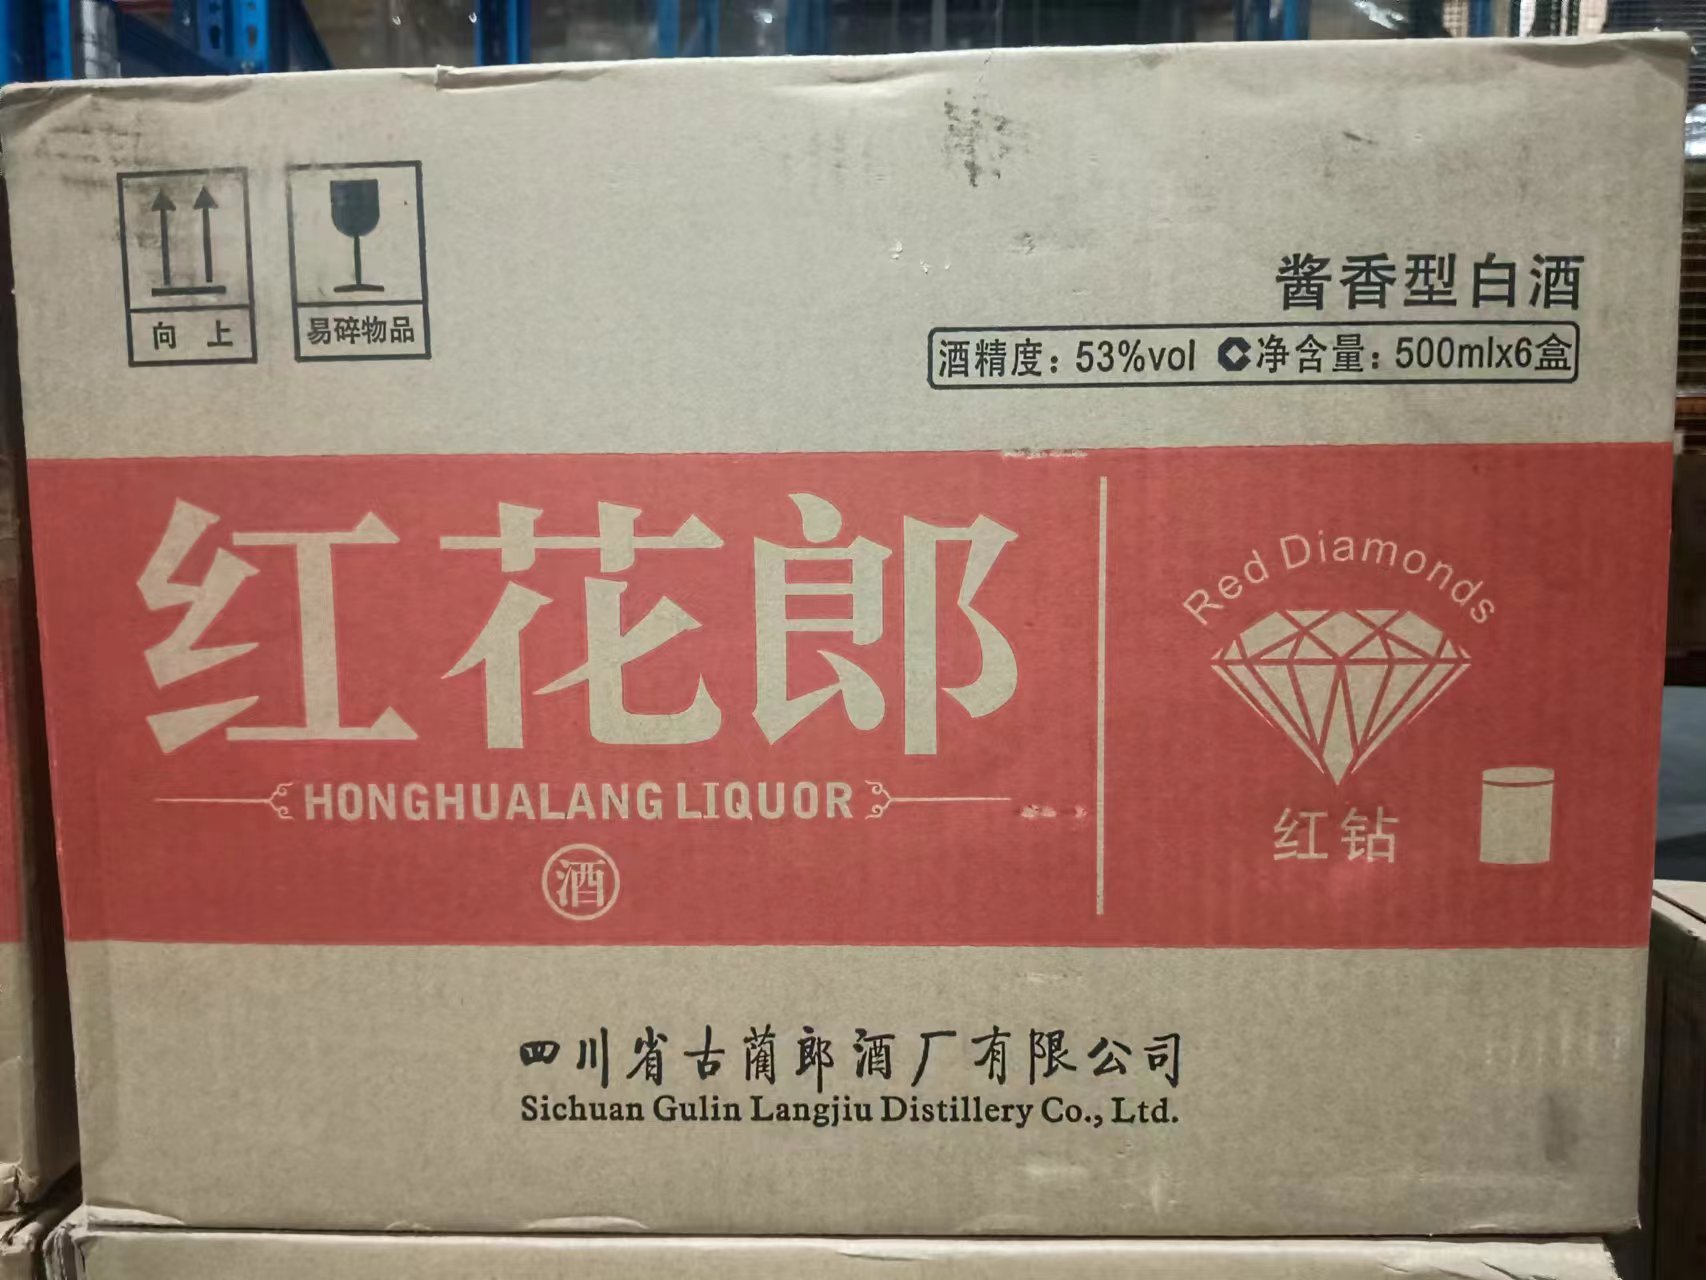 向 上
易碎物品
酱香型白酒
酒精度：53%vol 净含量：500mlx6盒
红花郎
HONGHUALANG LIQUOR
酒
Red Diamonds
红钻
四川省古蔺郎酒厂有限公司
Sichuan Gulin Langjiu Distillery Co., Ltd.